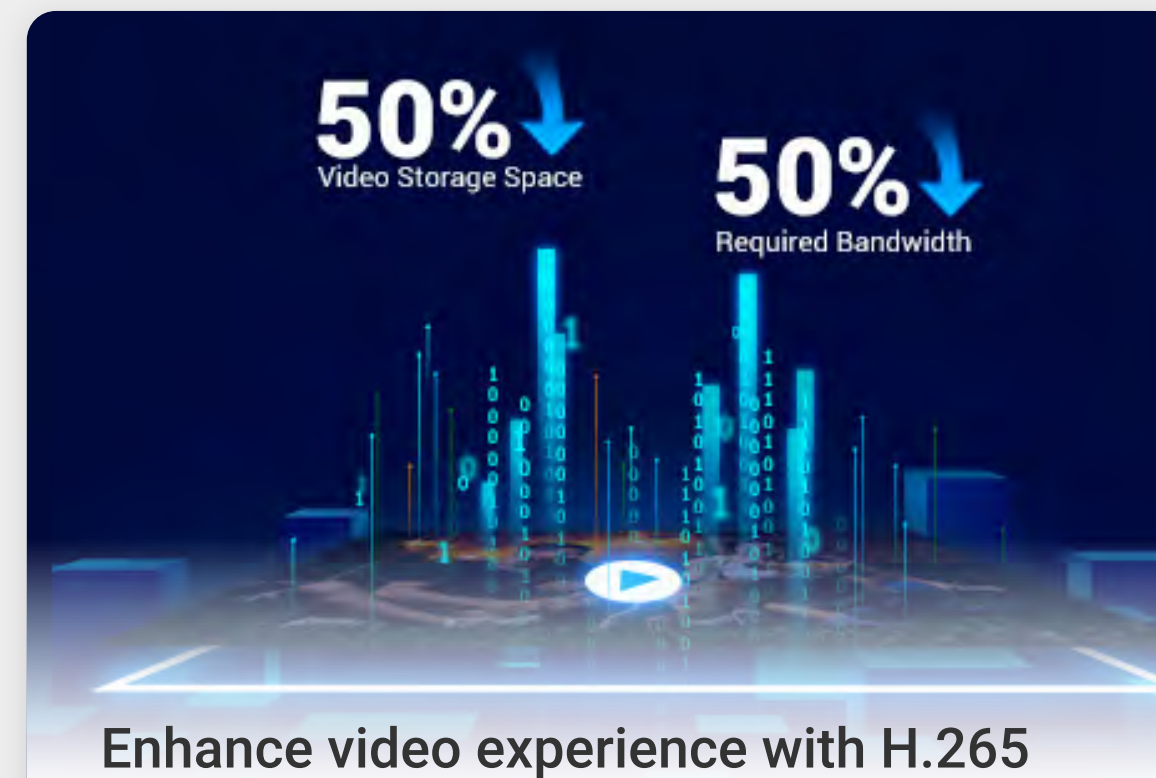 50%
Video Storage Space
50%
Required Bandwidth
Enhance video experience with H.265